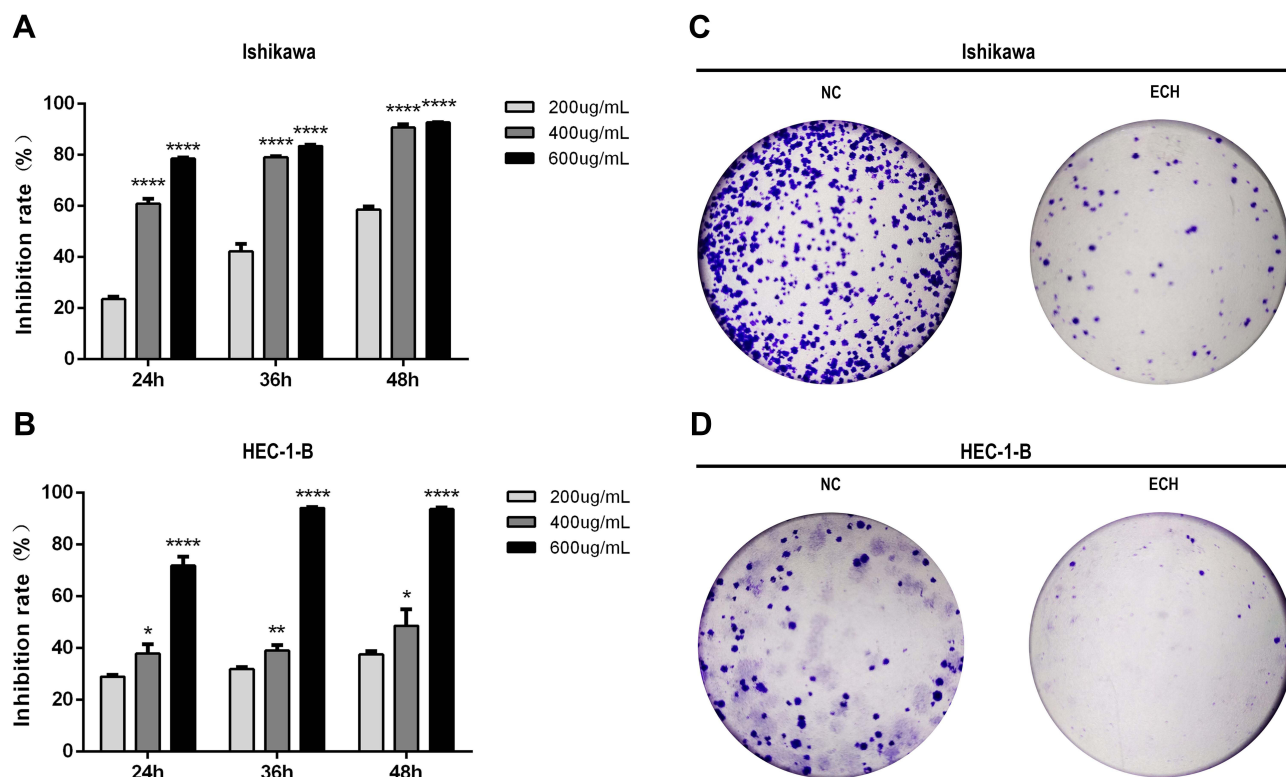 A
Ishikawa
Inhibition rate (%)
100
80
60
40
20
0
****
****
****
****
****
****
24h
36h
48h
200ug/mL
400ug/mL
600ug/mL
B
HEC-1-B
Inhibition rate (%)
100
80
60
40
20
0
*
****
**
****
*
****
24h
36h
48h
200ug/mL
400ug/mL
600ug/mL
C
Ishikawa
NC
ECH
D
HEC-1-B
NC
ECH